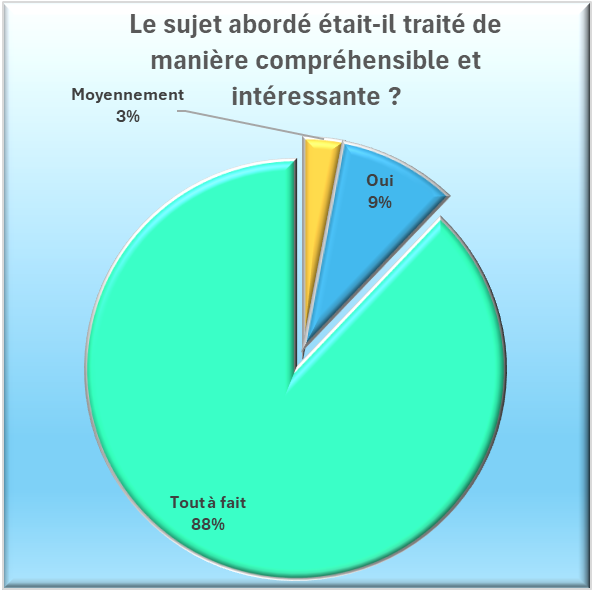 Le sujet abordé était-il traité de
manière compréhensible et
intéressante ?
Moyennement
3%
Oui
9%
Tout à fait
88%